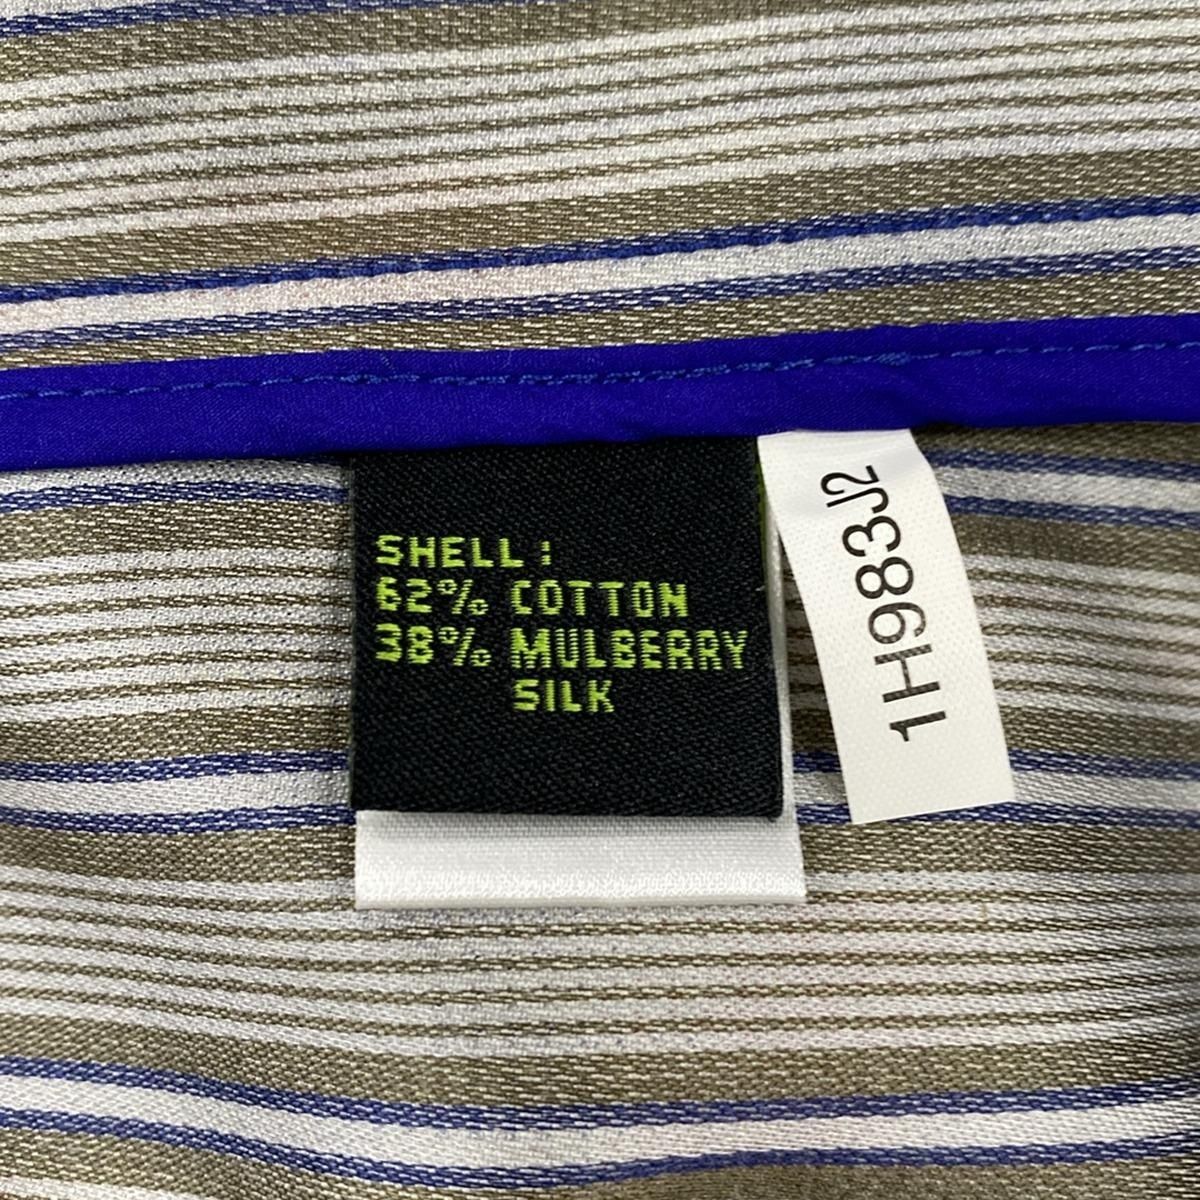 SHELL:
62% COTTON
38% MULBERRY
SILK
1H983J2